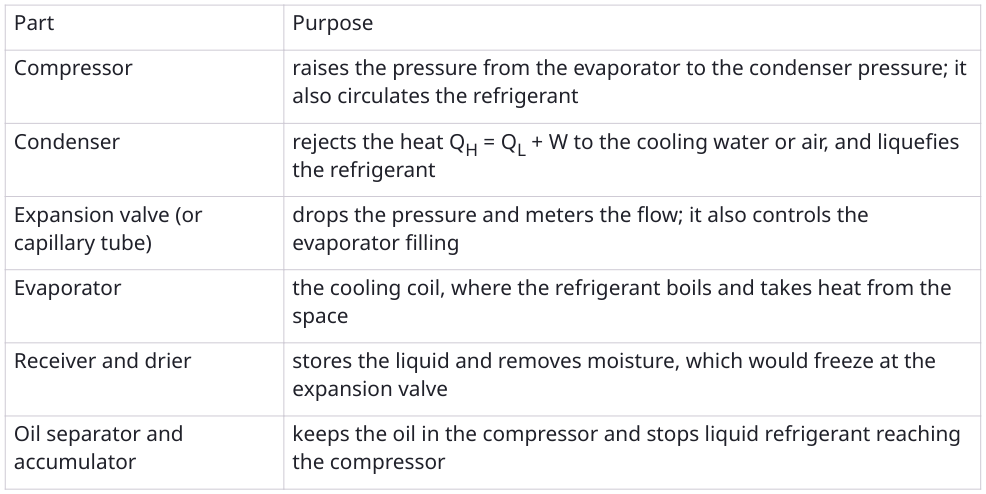 Part
Purpose
Compressor
raises the pressure from the evaporator to the condenser pressure; it
also circulates the refrigerant
Condenser
rejects the heat Q_H = Q_L + W to the cooling water or air, and liquefies
the refrigerant
Expansion valve (or
capillary tube)
drops the pressure and meters the flow; it also controls the
evaporator filling
Evaporator
the cooling coil, where the refrigerant boils and takes heat from the
space
Receiver and drier
stores the liquid and removes moisture, which would freeze at the
expansion valve
Oil separator and
accumulator
keeps the oil in the compressor and stops liquid refrigerant reaching
the compressor